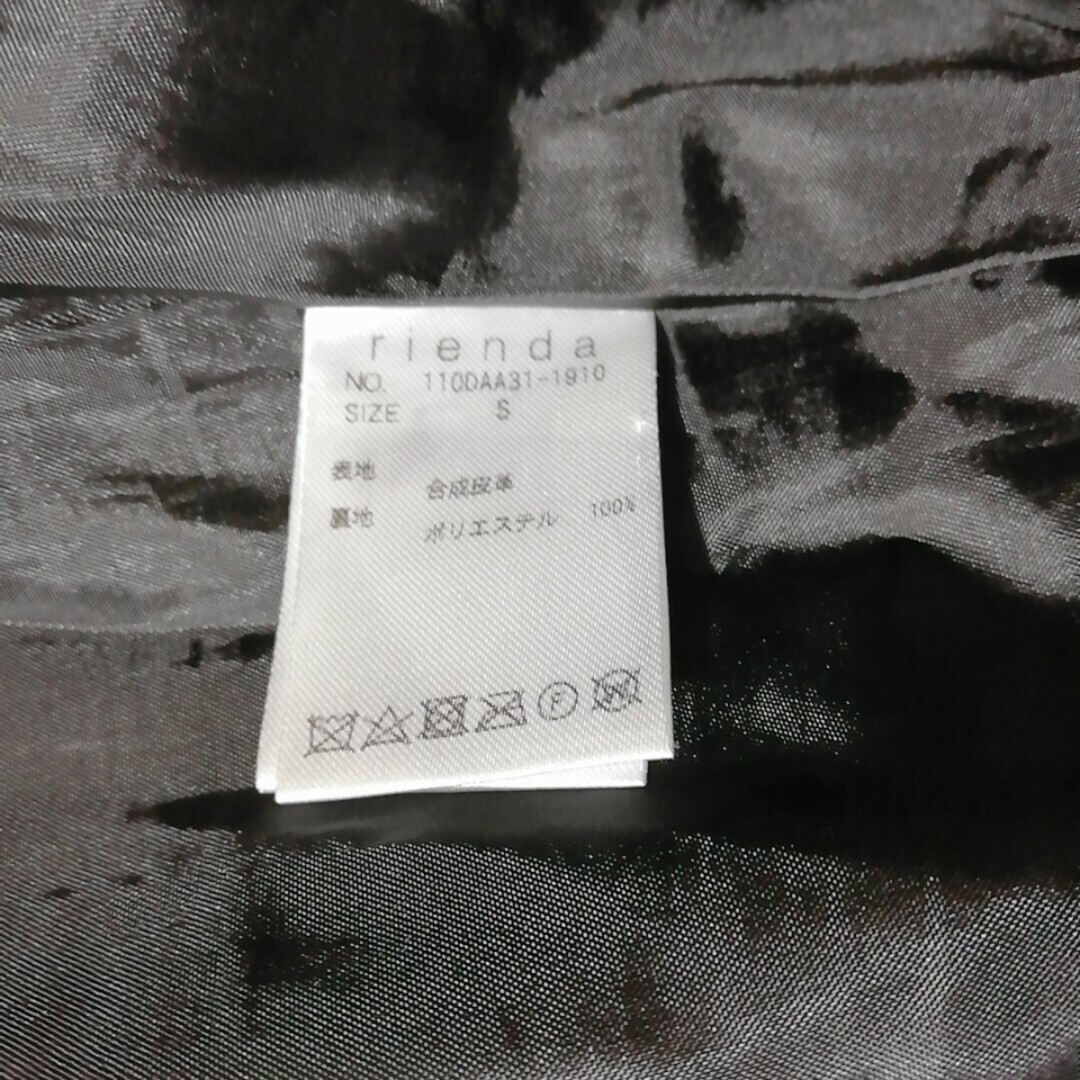 rienda
NO. 110DAA31-1910
SIZE S
表地 合成皮革
裏地 ポリエステル 100%
F
W